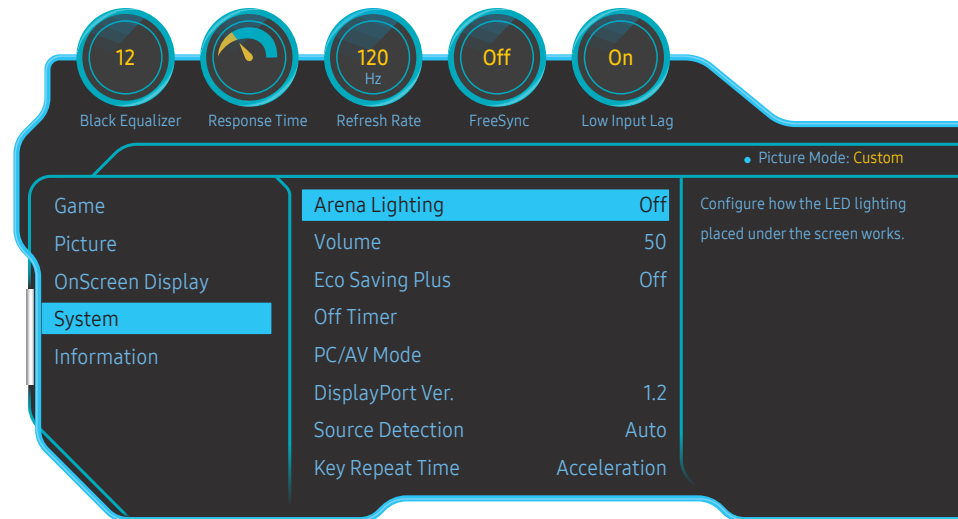 12
120
Hz
Off
On
Black Equalizer
Response Time
Refresh Rate
FreeSync
Low Input Lag
• Picture Mode: Custom
Game
Picture
OnScreen Display
System
Information
Arena Lighting Off
Volume 50
Eco Saving Plus Off
Off Timer
PC/AV Mode
DisplayPort Ver. 1.2
Source Detection Auto
Key Repeat Time Acceleration
Configure how the LED lighting
placed under the screen works.